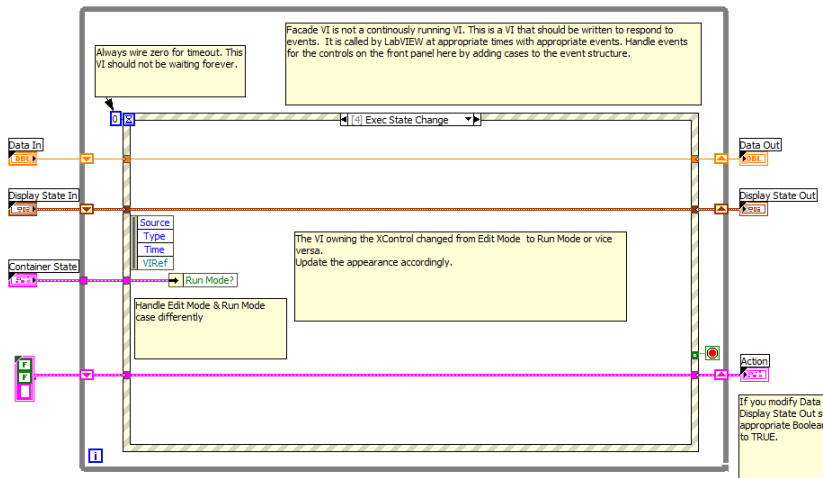 Facade VI is not a continously running VI. This is a VI that should be written to respond to
events. It is called by LabVIEW at appropriate times with appropriate events. Handle events
for the controls on the front panel here by adding cases to the event structure.
Always wire zero for timeout. This
VI should not be waiting forever.
0
[4] Exec State Change
Data In
DBL
Data Out
DBL
Display State In
Display State Out
Source
Type
Time
VIRef
The VI owning the XControl changed from Edit Mode to Run Mode or vice
versa.
Update the appearance accordingly.
Container State
Run Mode?
Handle Edit Mode & Run Mode
case differently
F
F
Action
If you modify Data
Display State Out s
appropriate Boolean
to TRUE.
i